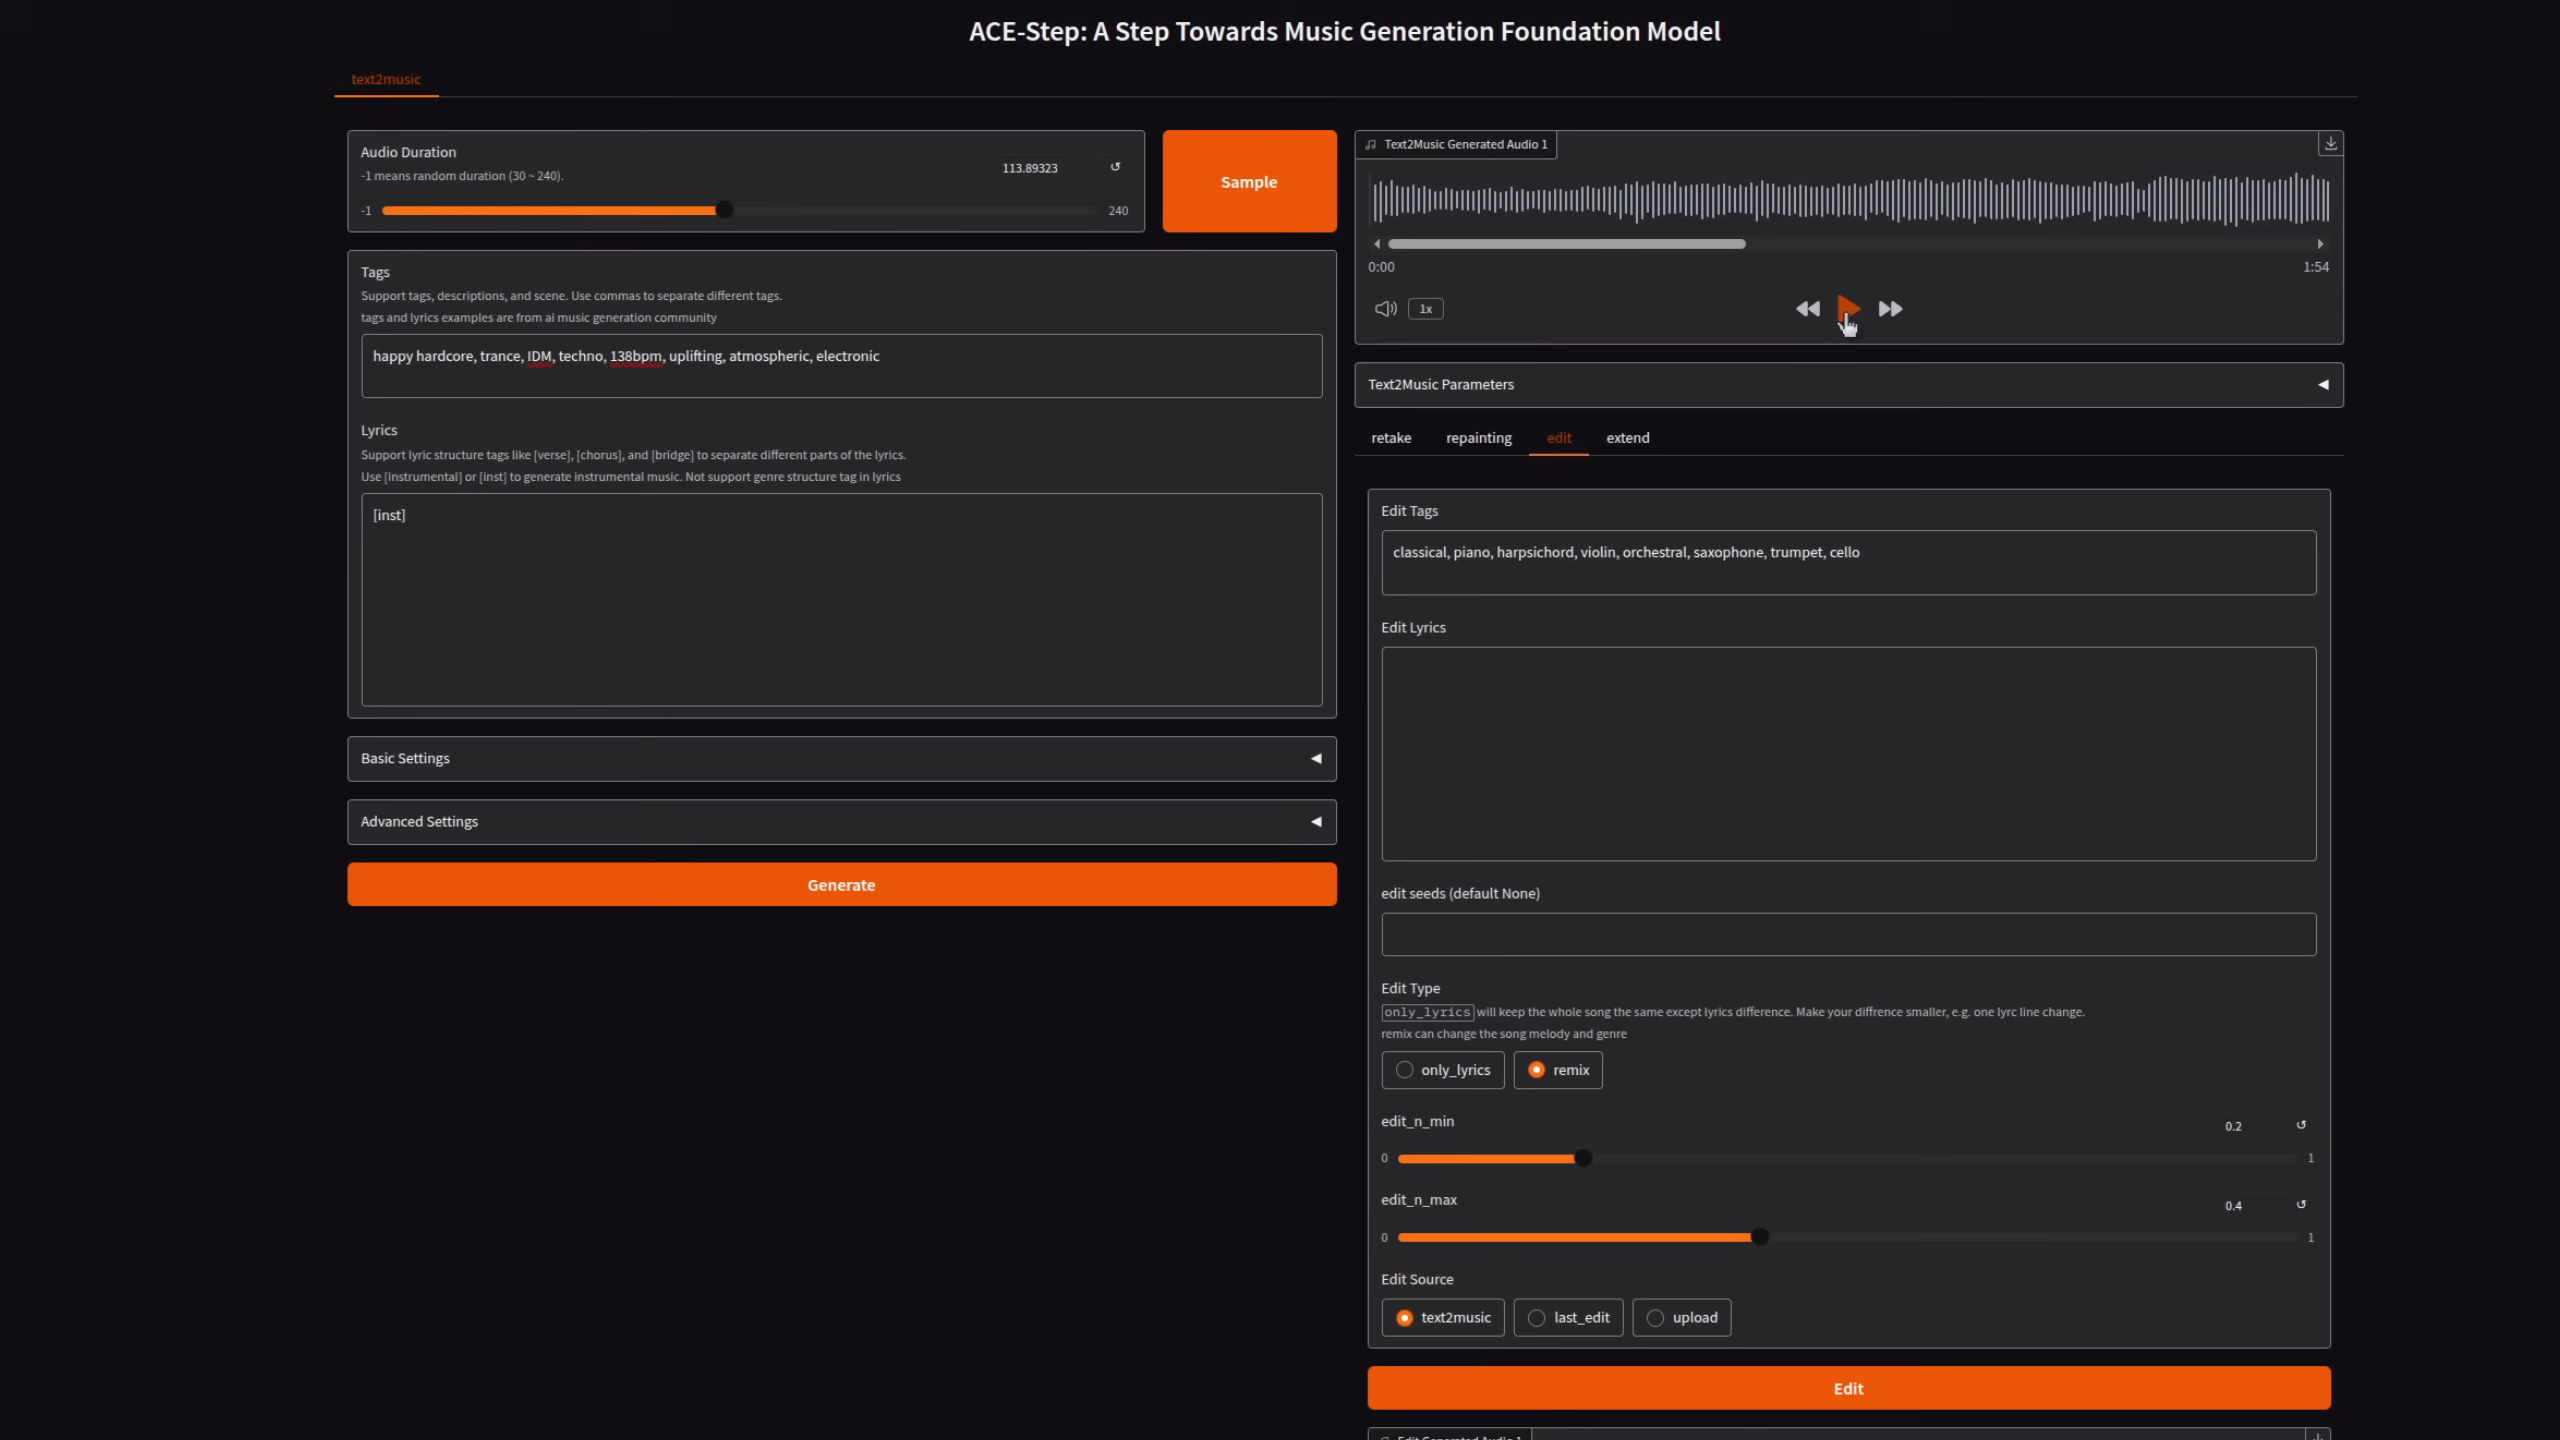 ACE-Step: A Step Towards Music Generation Foundation Model
text2music
Audio Duration
-1 means random duration (30 ~ 240).
113.89323
↺
-1
240
Sample
Tags
Support tags, descriptions, and scene. Use commas to separate different tags.
tags and lyrics examples are from ai music generation community
happy hardcore, trance, IDM, techno, 138bpm, uplifting, atmospheric, electronic
Lyrics
Support lyric structure tags like [verse], [chorus], and [bridge] to separate different parts of the lyrics.
Use [instrumental] or [inst] to generate instrumental music. Not support genre structure tag in lyrics
[inst]
Basic Settings
Advanced Settings
Generate
Text2Music Generated Audio 1
0:00
1:54
1x
Text2Music Parameters
retake repainting edit extend
Edit Tags
classical, piano, harpsichord, violin, orchestral, saxophone, trumpet, cello
Edit Lyrics
edit seeds (default None)
Edit Type
only_lyrics will keep the whole song the same except lyrics difference. Make your diffrence smaller, e.g. one lyrc line change.
remix can change the song melody and genre
only_lyrics remix
edit_n_min
0.2
↺
0
1
edit_n_max
0.4
↺
0
1
Edit Source
text2music last_edit upload
Edit
Edit Generated Audio 1